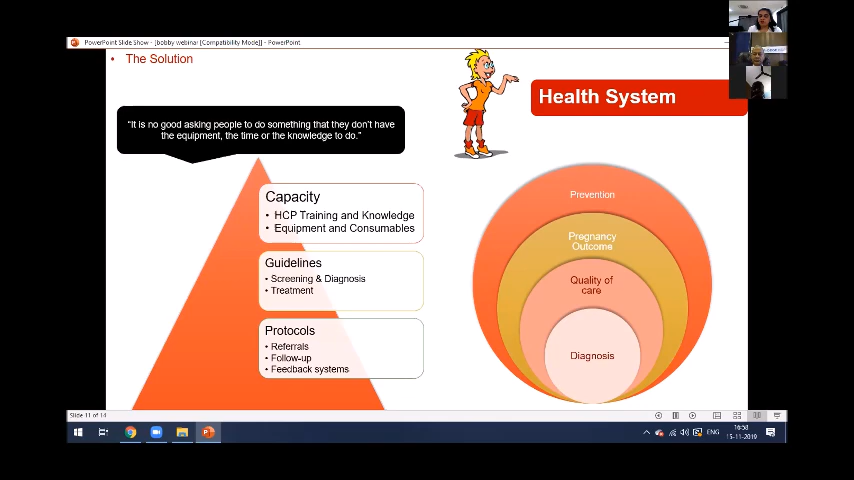 PowerPoint Slide Show - [bobby webinar [Compatibility Mode]] - PowerPoint
• The Solution
“It is no good asking people to do something that they don’t have
the equipment, the time or the knowledge to do.”
Capacity
• HCP Training and Knowledge
• Equipment and Consumables
Guidelines
• Screening & Diagnosis
• Treatment
Protocols
• Referrals
• Follow-up
• Feedback systems
Health System
Prevention
Pregnancy
Outcome
Quality of
care
Diagnosis
Slide 11 of 14
ENG
16:58
15-11-2019